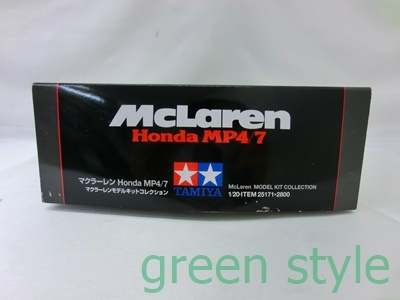 McLaren
Honda MP4/7
マクラーレン Honda MP4/7
マクラーレンモデルキットコレクション
TAMIYA
McLaren MODEL KIT COLLECTION
1/20 ITEM 25171•2800
green style